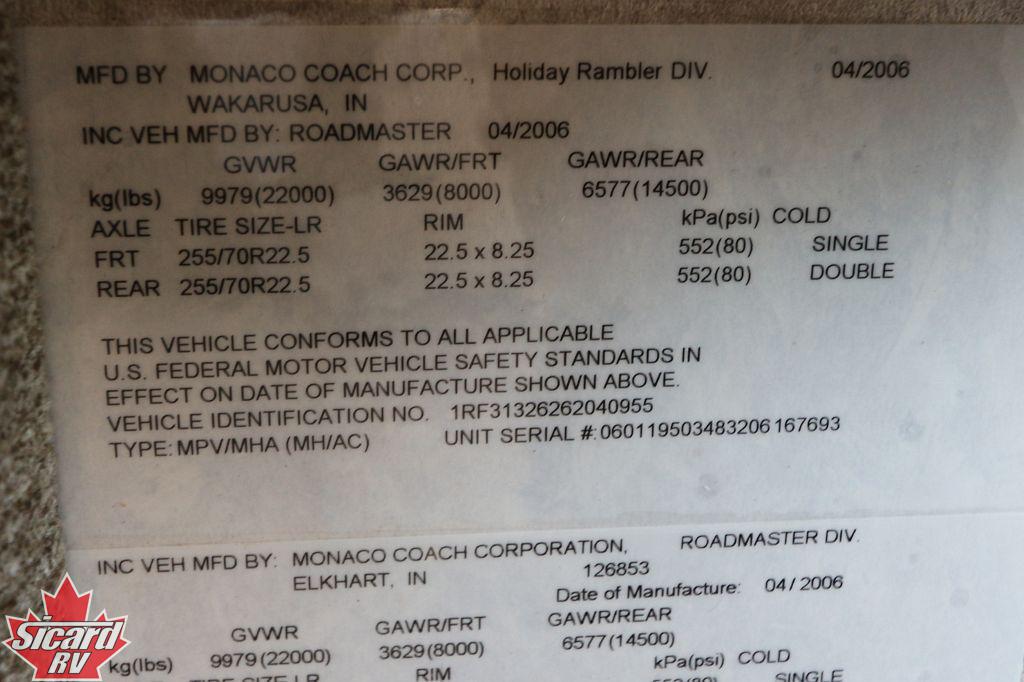 MFD BY MONACO COACH CORP., Holiday Rambler DIV. 04/2006
WAKARUSA, IN
INC VEH MFD BY: ROADMASTER 04/2006
GVWR GAWR/FRT GAWR/REAR
kg(lbs) 9979(22000) 3629(8000) 6577(14500)
AXLE TIRE SIZE-LR RIM kPa(psi) COLD
FRT 255/70R22.5 22.5 x 8.25 552(80) SINGLE
REAR 255/70R22.5 22.5 x 8.25 552(80) DOUBLE
THIS VEHICLE CONFORMS TO ALL APPLICABLE
U.S. FEDERAL MOTOR VEHICLE SAFETY STANDARDS IN
EFFECT ON DATE OF MANUFACTURE SHOWN ABOVE.
VEHICLE IDENTIFICATION NO. 1RF31326262040955
TYPE: MPV/MHA (MH/AC) UNIT SERIAL #: 060119503483206167693
INC VEH MFD BY: MONACO COACH CORPORATION, ROADMASTER DIV.
ELKHART, IN 126853
Date of Manufacture: 04/2006
GVWR GAWR/FRT GAWR/REAR
kg(lbs) 9979(22000) 3629(8000) 6577(14500)
TIRE SIZE-LR RIM kPa(psi) COLD
552(80) SINGLE
Sicard
RV